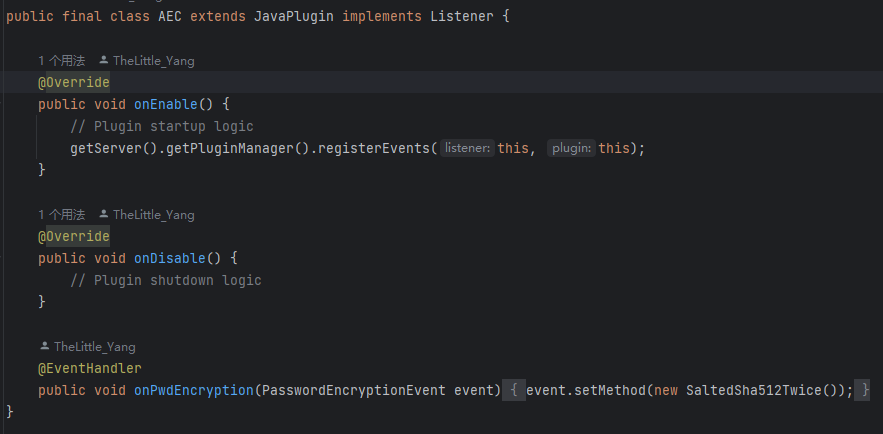 public final class AEC extends JavaPlugin implements Listener {
1 个用法 TheLittle_Yang
@Override
public void onEnable() {
// Plugin startup logic
getServer().getPluginManager().registerEvents( listener: this, plugin: this);
}
1 个用法 TheLittle_Yang
@Override
public void onDisable() {
// Plugin shutdown logic
}
TheLittle_Yang
@EventHandler
public void onPwdEncryption(PasswordEncryptionEvent event) { event.setMethod(new SaltedSha512Twice()); }
}